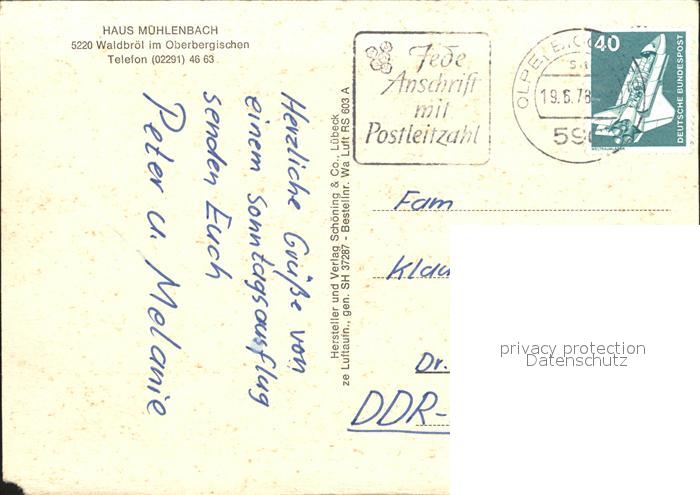 HAUS MÜHLENBACH
5220 Waldbröl im Oberbergischen
Telefon (02291) 46 63
Herzliche Grüße von
einem Sonntagsausflug
senden Euch
Peter u. Melanie
Hersteller und Verlag Schöning & Co., Lübeck
ze Luftaufn., gen. SH 37287 - Bestellnr. Wa Luft RS 603 A
Jede
Anschrift
mit
Postleitzahl
OLPE
19.6.78
59
40
DEUTSCHE BUNDESPOST
Fam
Klau
Dr.
DDR-
privacy protection
Datenschutz